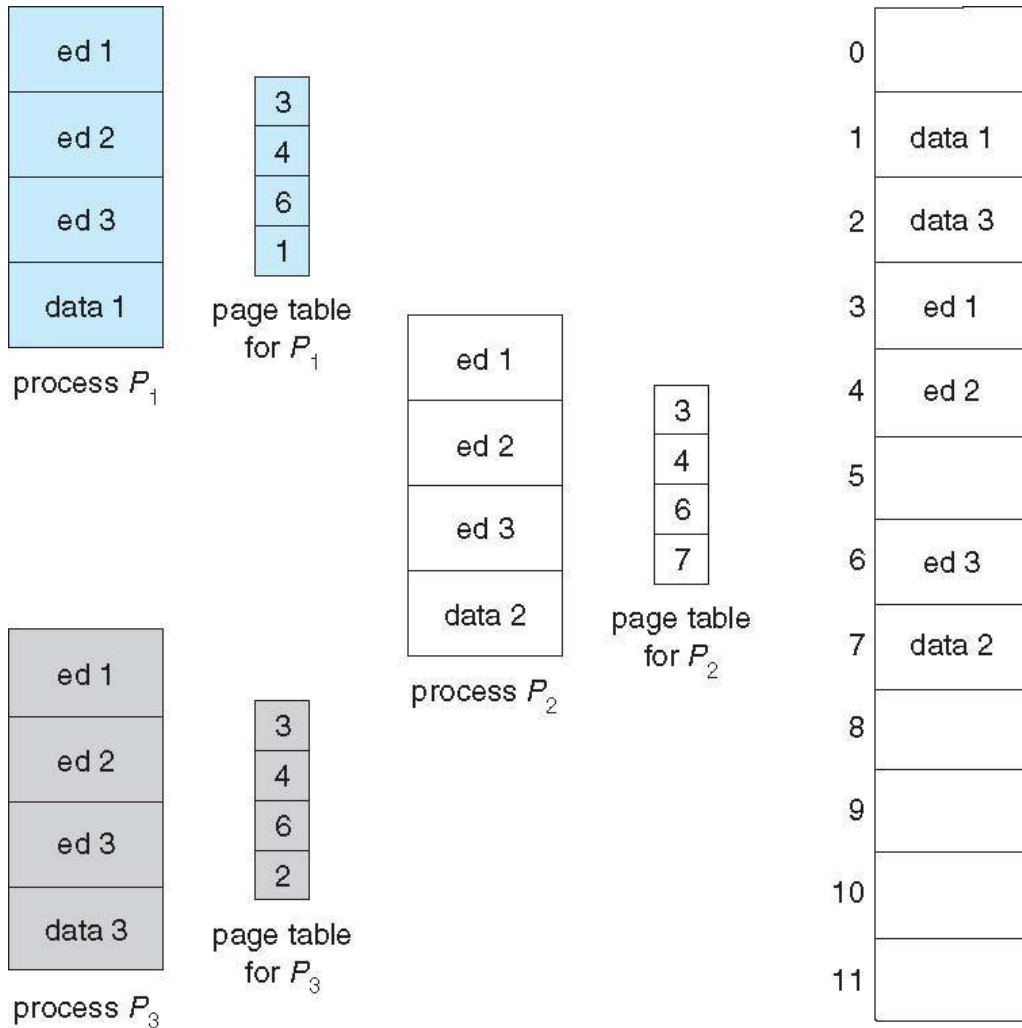 ed 1
ed 2
ed 3
data 1
process P1
3
4
6
1
page table
for P1
ed 1
ed 2
ed 3
data 2
process P2
3
4
6
7
page table
for P2
ed 1
ed 2
ed 3
data 3
process P3
3
4
6
2
page table
for P3
0
1 data 1
2 data 3
3 ed 1
4 ed 2
5
6 ed 3
7 data 2
8
9
10
11